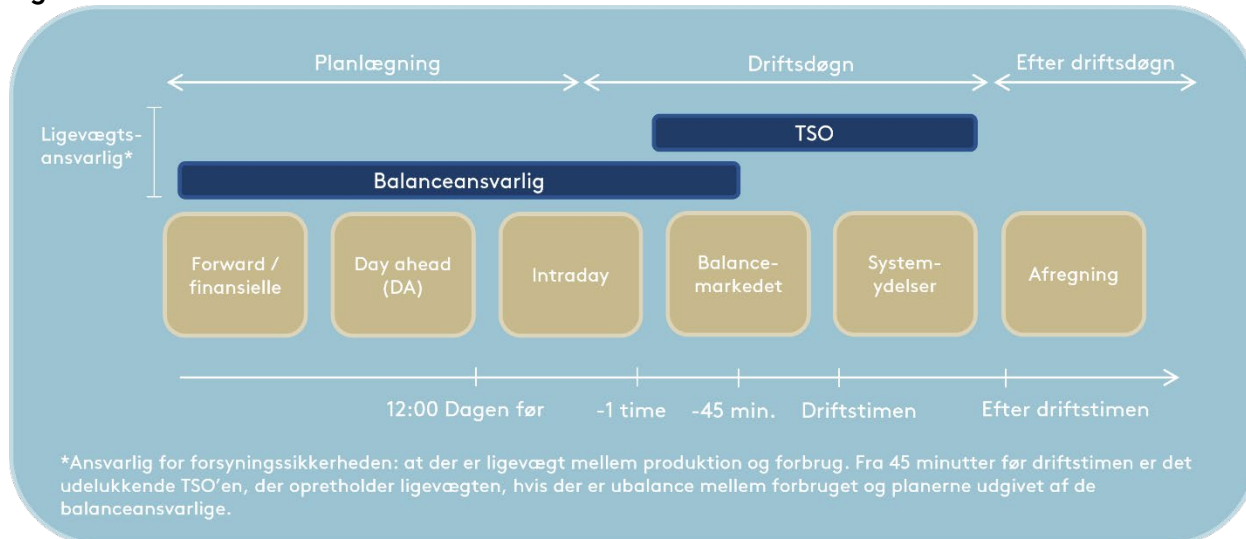 Planlægning
Driftsdøgn
Efter driftsdøgn
Ligevægts-
ansvarlig*
TSO
Balanceansvarlig
Forward /
finansielle
Day ahead
(DA)
Intraday
Balance-
markedet
System-
ydelser
Afregning
12:00 Dagen før
-1 time
-45 min.
Driftstimen
Efter driftstimen
*Ansvarlig for forsyningssikkerheden: at der er ligevægt mellem produktion og forbrug. Fra 45 minutter før driftstimen er det
udelukkende TSO'en, der opretholder ligevægten, hvis der er ubalance mellem forbruget og planerne udgivet af de
balanceansvarlige.